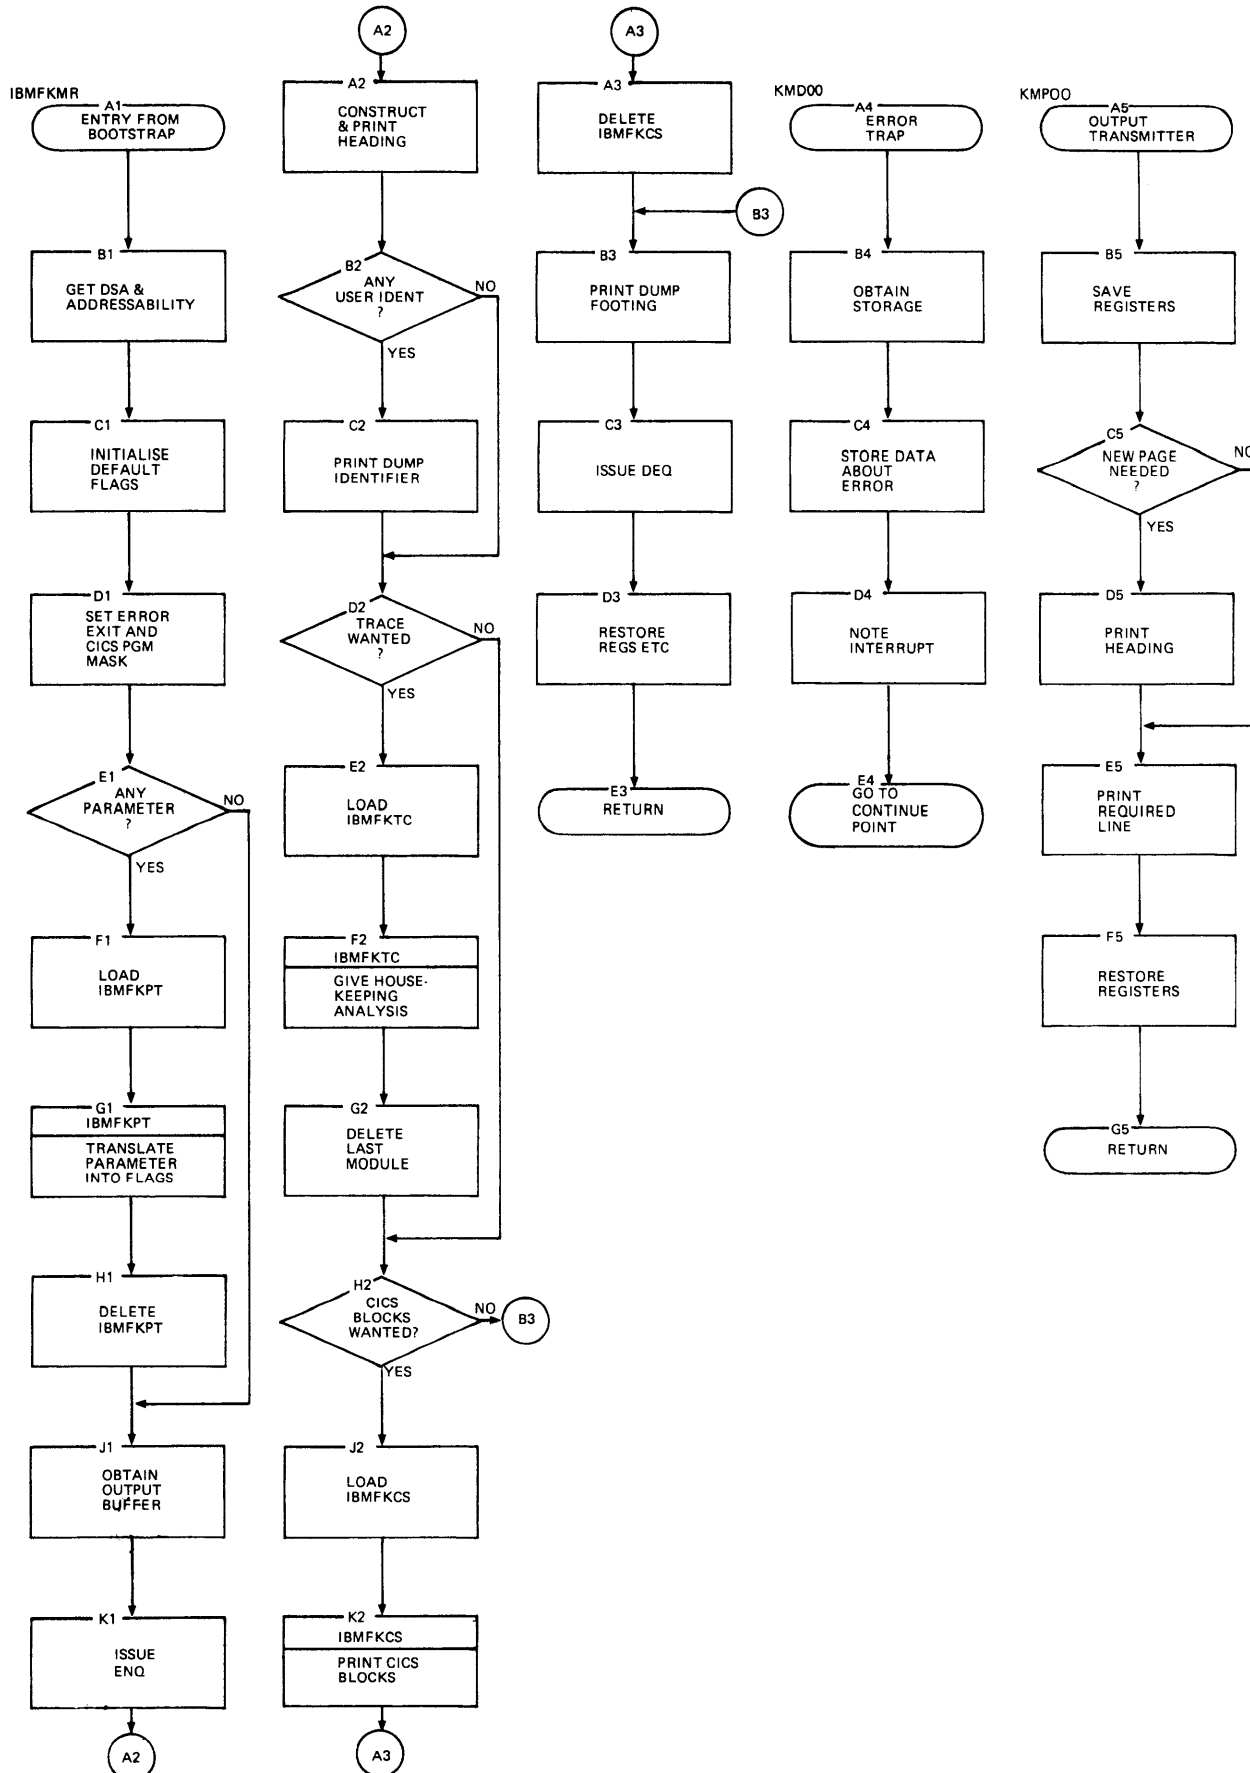 IBMFKMR
A1
ENTRY FROM
BOOTSTRAP
B1
GET DSA &
ADDRESSABILITY
C1
INITIALISE
DEFAULT
FLAGS
D1
SET ERROR
EXIT AND
CICS PGM
MASK
E1
ANY
PARAMETER
?
NO
YES
F1
LOAD
IBMFKPT
G1
IBMFKPT
TRANSLATE
PARAMETER
INTO FLAGS
H1
DELETE
IBMFKPT
J1
OBTAIN
OUTPUT
BUFFER
K1
ISSUE
ENQ
A2
A2
A2
CONSTRUCT
& PRINT
HEADING
B2
ANY
USER IDENT
?
NO
YES
C2
PRINT DUMP
IDENTIFIER
D2
TRACE
WANTED
?
NO
YES
E2
LOAD
IBMFKTC
F2
IBMFKTC
GIVE HOUSE-
KEEPING
ANALYSIS
G2
DELETE
LAST
MODULE
H2
CICS
BLOCKS
WANTED?
NO
B3
YES
J2
LOAD
IBMFKCS
K2
IBMFKCS
PRINT CICS
BLOCKS
A3
A3
A3
DELETE
IBMFKCS
B3
B3
PRINT DUMP
FOOTING
C3
ISSUE DEQ
D3
RESTORE
REGS ETC
E3
RETURN
KMD00
A4
ERROR
TRAP
B4
OBTAIN
STORAGE
C4
STORE DATA
ABOUT
ERROR
D4
NOTE
INTERRUPT
E4
GO TO
CONTINUE
POINT
KMP00
A5
OUTPUT
TRANSMITTER
B5
SAVE
REGISTERS
C5
NEW PAGE
NEEDED
?
NO
YES
D5
PRINT
HEADING
E5
PRINT
REQUIRED
LINE
F5
RESTORE
REGISTERS
G5
RETURN